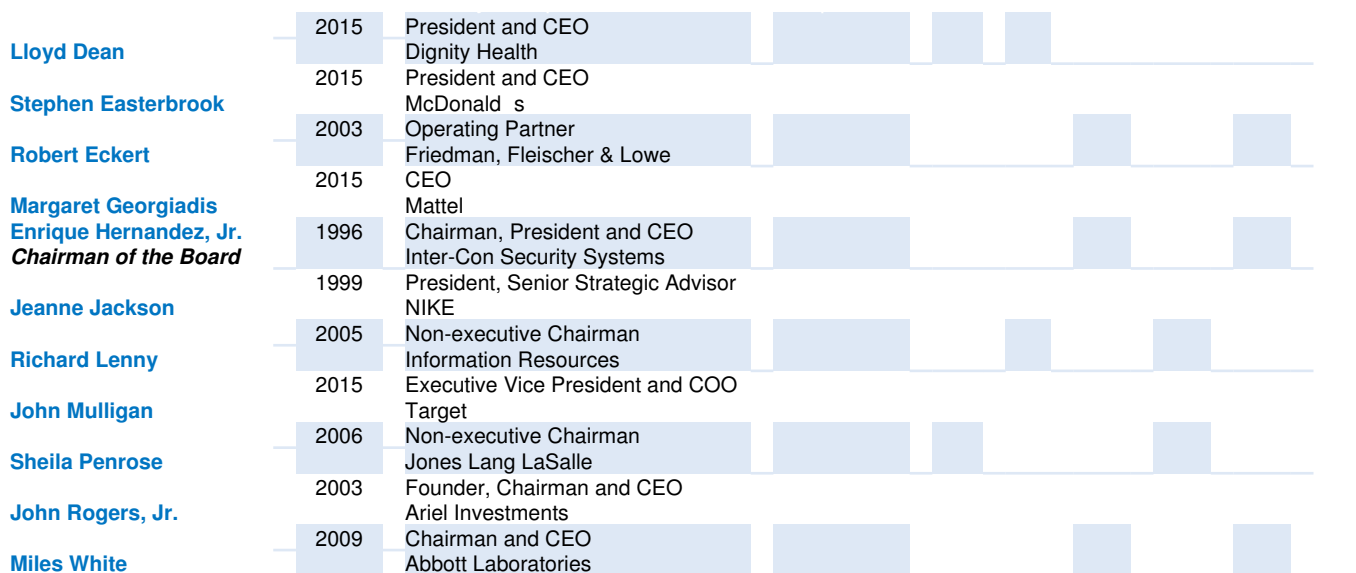 2015 President and CEO
Lloyd Dean Dignity Health
2015 President and CEO
Stephen Easterbrook McDonald s
2003 Operating Partner
Robert Eckert Friedman, Fleischer & Lowe
2015 CEO
Margaret Georgiadis Mattel
Enrique Hernandez, Jr. 1996 Chairman, President and CEO
Chairman of the Board Inter-Con Security Systems
1999 President, Senior Strategic Advisor
Jeanne Jackson NIKE
2005 Non-executive Chairman
Richard Lenny Information Resources
2015 Executive Vice President and COO
John Mulligan Target
2006 Non-executive Chairman
Sheila Penrose Jones Lang LaSalle
2003 Founder, Chairman and CEO
John Rogers, Jr. Ariel Investments
2009 Chairman and CEO
Miles White Abbott Laboratories